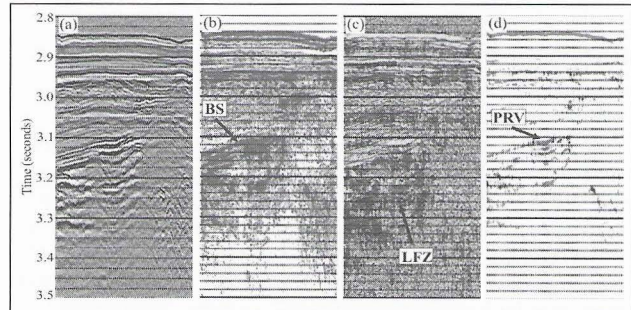 (a)
(b)
(c)
(d)
2.8
2.9
3.0
3.1
3.2
3.3
3.4
3.5
Time (seconds)
BS
LFZ
PRV